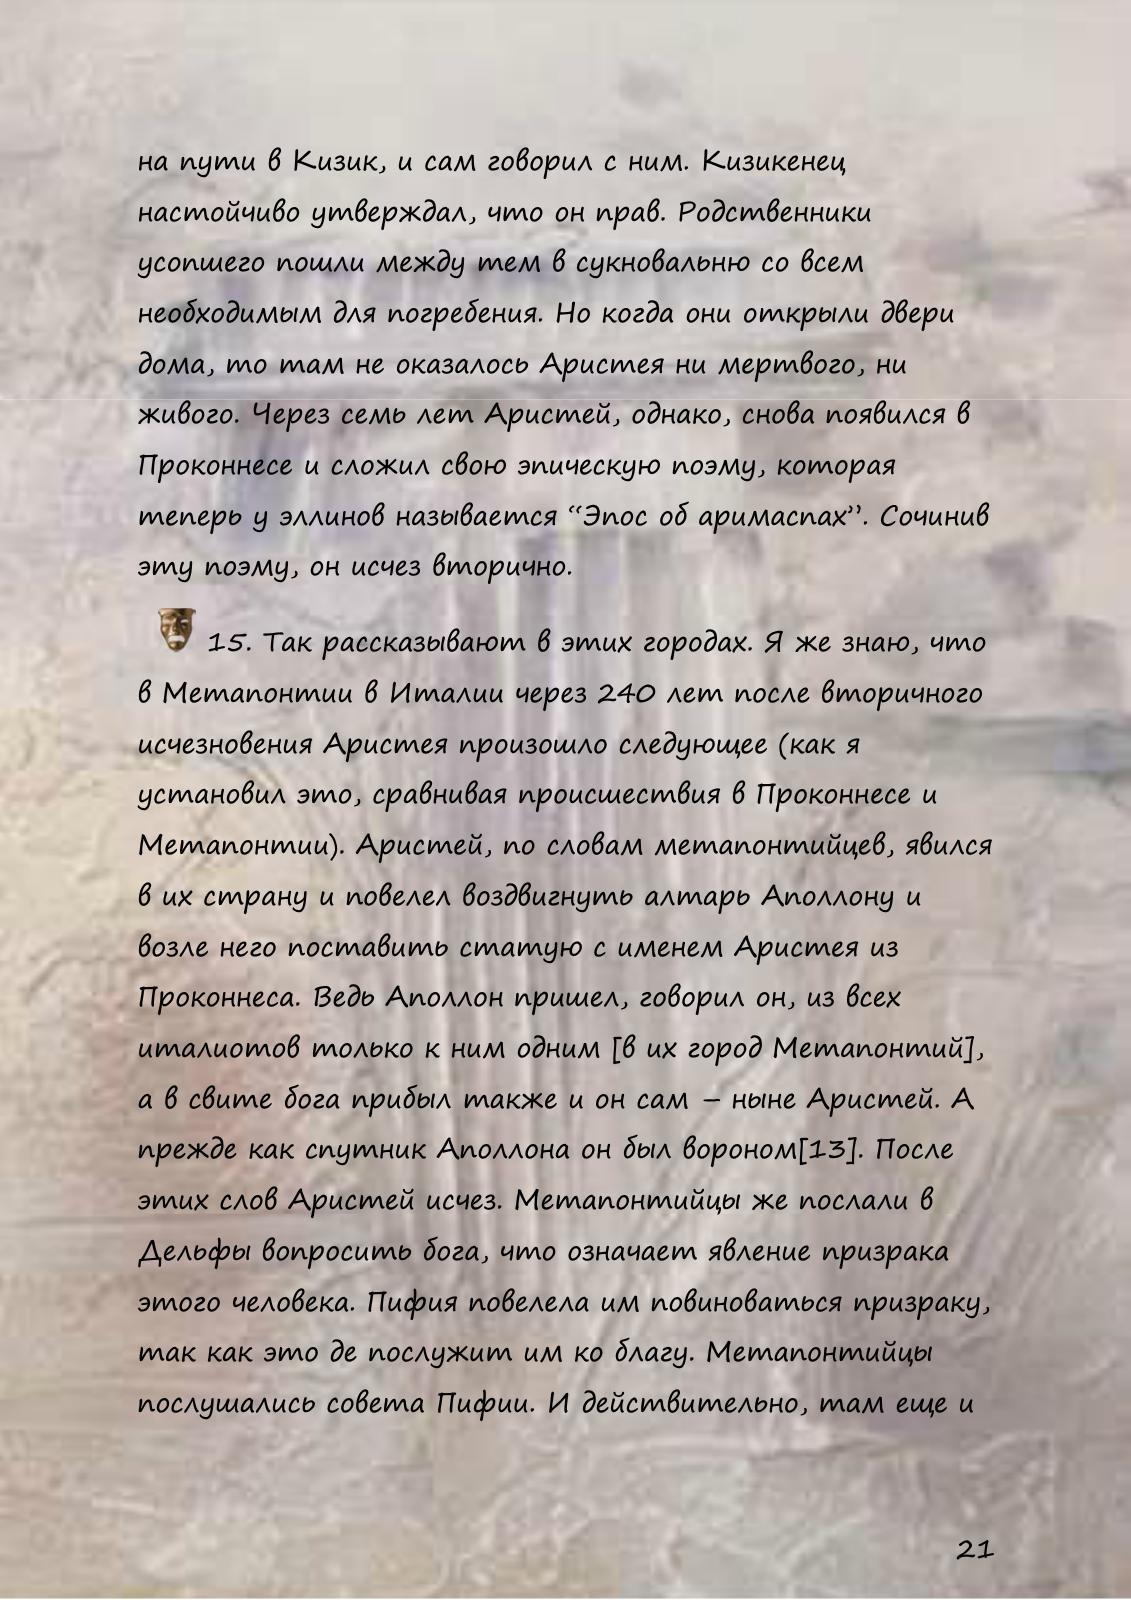 на пути в Кизик, и сам говорил с ним. Кизикенец
настойчиво утверждал, что он прав. Родственники
усопшего пошли между тем в сукновальню со всем
необходимым для погребения. Но когда они открыли двери
дома, то там не оказалось Аристея ни мертвого, ни
живого. Через семь лет Аристей, однако, снова появился в
Проконнесе и сложил свою эпическую поэму, которая
теперь у эллинов называется “Эпос об аримаспах”. Сочинив
эту поэму, он исчез вторично.
15. Так рассказывают в этих городах. Я же знаю, что
в Метапонтии в Италии через 240 лет после вторичного
исчезновения Аристея произошло следующее (как я
установил это, сравнивая происшествия в Проконнесе и
Метапонтии). Аристей, по словам метапонтийцев, явился
в их страну и повелел воздвигнуть алтарь Аполлону и
возле него поставить статую с именем Аристея из
Проконнеса. Ведь Аполлон пришел, говорил он, из всех
италиотов только к ним одним [в их город Метапонтий],
а в свите бога прибыл также и он сам – ныне Аристей. А
прежде как спутник Аполлона он был вороном[13]. После
этих слов Аристей исчез. Метапонтийцы же послали в
Дельфы вопросить бога, что означает явление призрака
этого человека. Пифия повелела им повиноваться призраку,
так как это де послужит им ко благу. Метапонтийцы
послушались совета Пифии. И действительно, там еще и
21